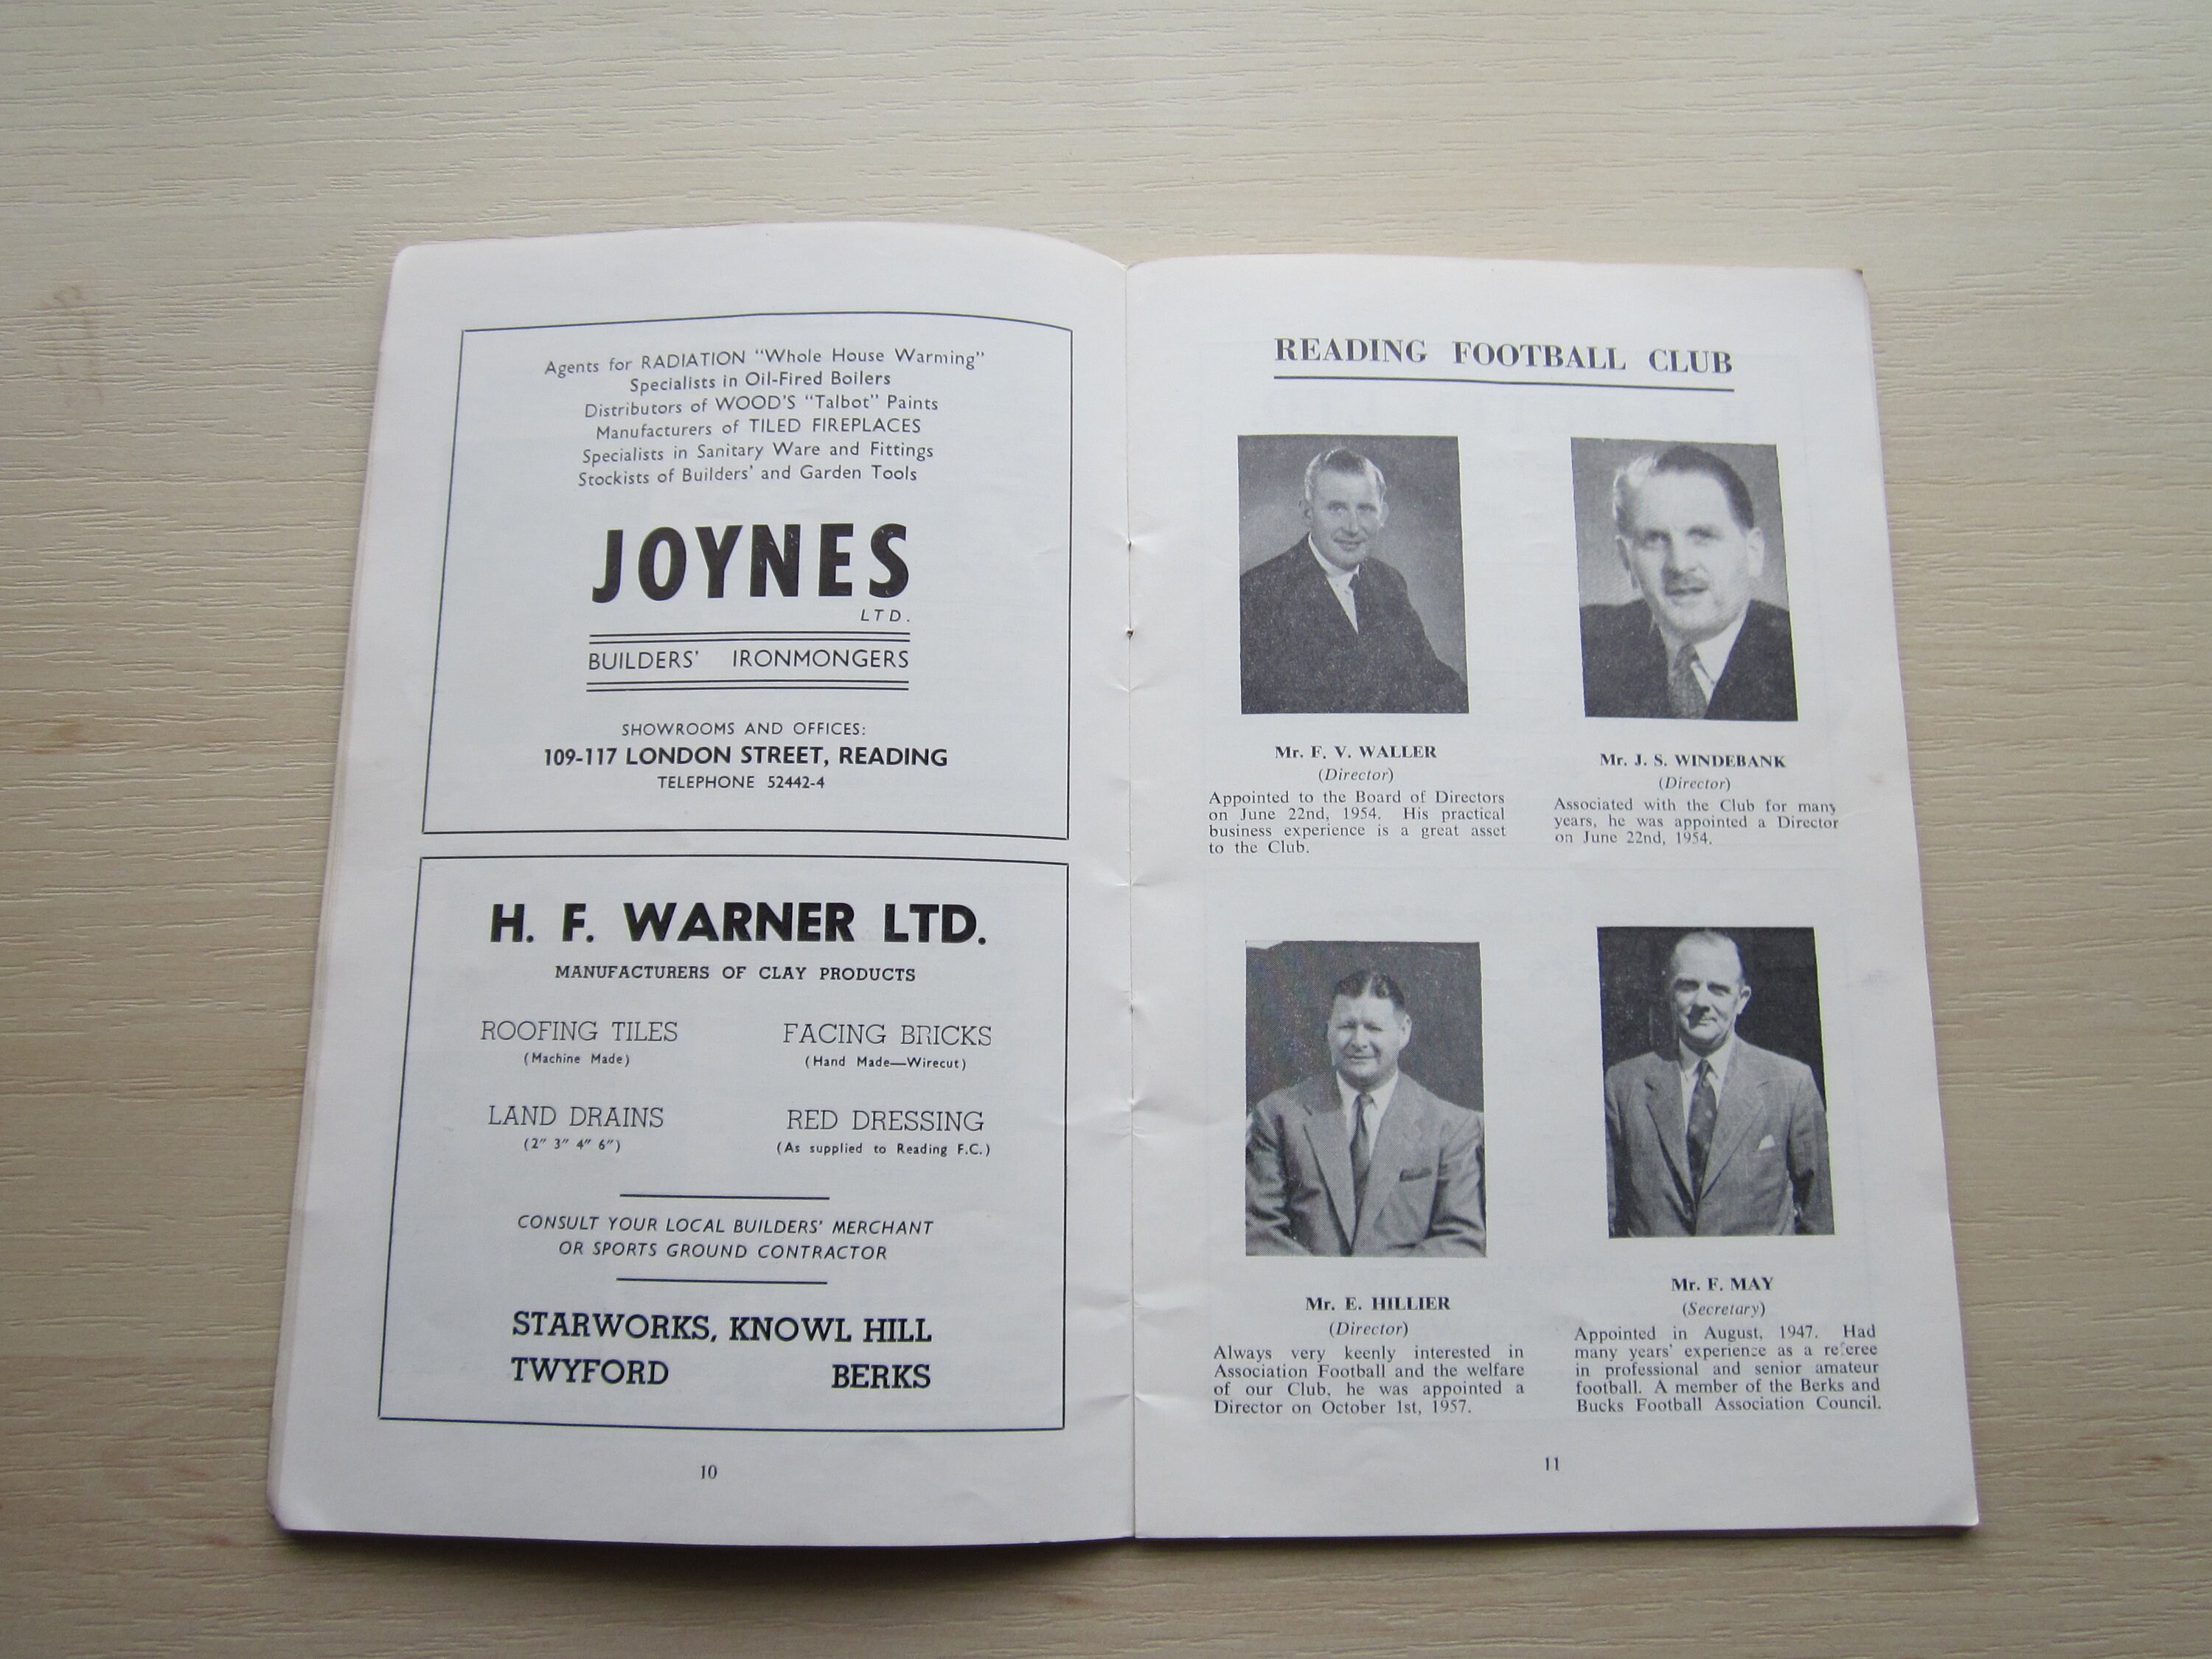 Agents for RADIATION "Whole House Warming"
Specialists in Oil-Fired Boilers
Distributors of WOOD'S "Talbot" Paints
Manufacturers of TILED FIREPLACES
Specialists in Sanitary Ware and Fittings
Stockists of Builders' and Garden Tools
JOYNES
LTD.
BUILDERS' IRONMONGERS
SHOWROOMS AND OFFICES:
109-117 LONDON STREET, READING
TELEPHONE 52442-4
H. F. WARNER LTD.
MANUFACTURERS OF CLAY PRODUCTS
ROOFING TILES
(Machine Made)
FACING BRICKS
(Hand Made—Wirecut)
LAND DRAINS
(2" 3" 4" 6")
RED DRESSING
(As supplied to Reading F.C.)
CONSULT YOUR LOCAL BUILDERS' MERCHANT
OR SPORTS GROUND CONTRACTOR
STARWORKS, KNOWL HILL
TWYFORD BERKS
10
READING FOOTBALL CLUB
Mr. F. V. WALLER
(Director)
Appointed to the Board of Directors
on June 22nd, 1954. His practical
business experience is a great asset
to the Club.
Mr. J. S. WINDEBANK
(Director)
Associated with the Club for many
years, he was appointed a Director
on June 22nd, 1954.
Mr. E. HILLIER
(Director)
Always very keenly interested in
Association Football and the welfare
of our Club, he was appointed a
Director on October 1st, 1957.
Mr. F. MAY
(Secretary)
Appointed in August, 1947. Had
many years' experience as a referee
in professional and senior amateur
football. A member of the Berks and
Bucks Football Association Council.
11